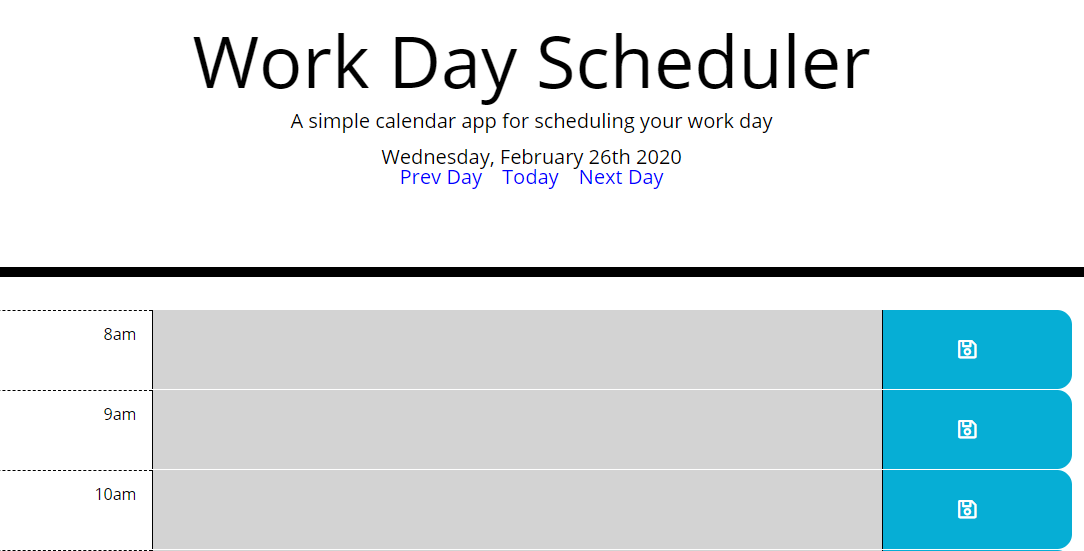 Work Day Scheduler
A simple calendar app for scheduling your work day
Wednesday, February 26th 2020
Prev Day Today Next Day
8am
9am
10am